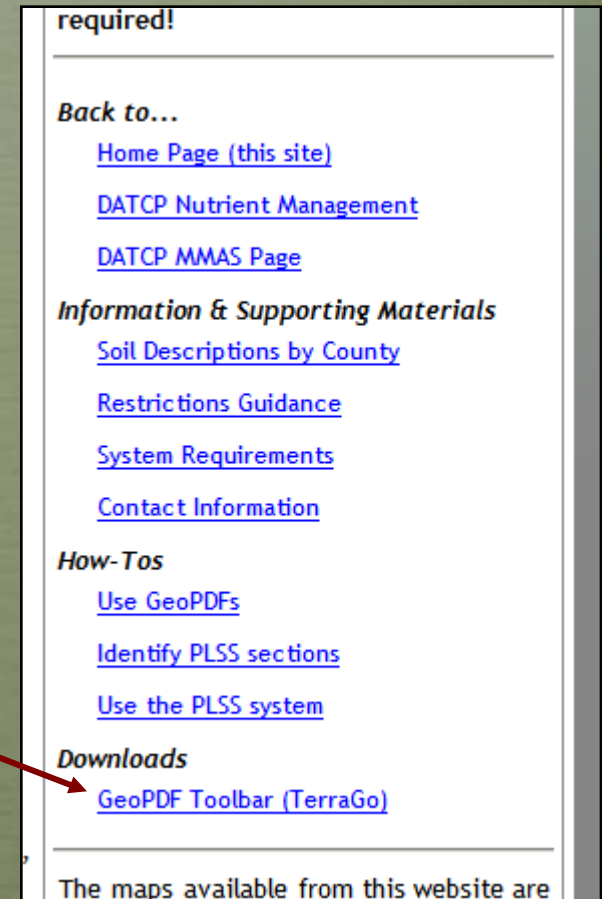 required!
Back to...
Home Page (this site)
DATCP Nutrient Management
DATCP MMAS Page
Information & Supporting Materials
Soil Descriptions by County
Restrictions Guidance
System Requirements
Contact Information
How-Tos
Use GeoPDFs
Identify PLSS sections
Use the PLSS system
Downloads
GeoPDF Toolbar (TerraGo)
,
The maps available from this website are